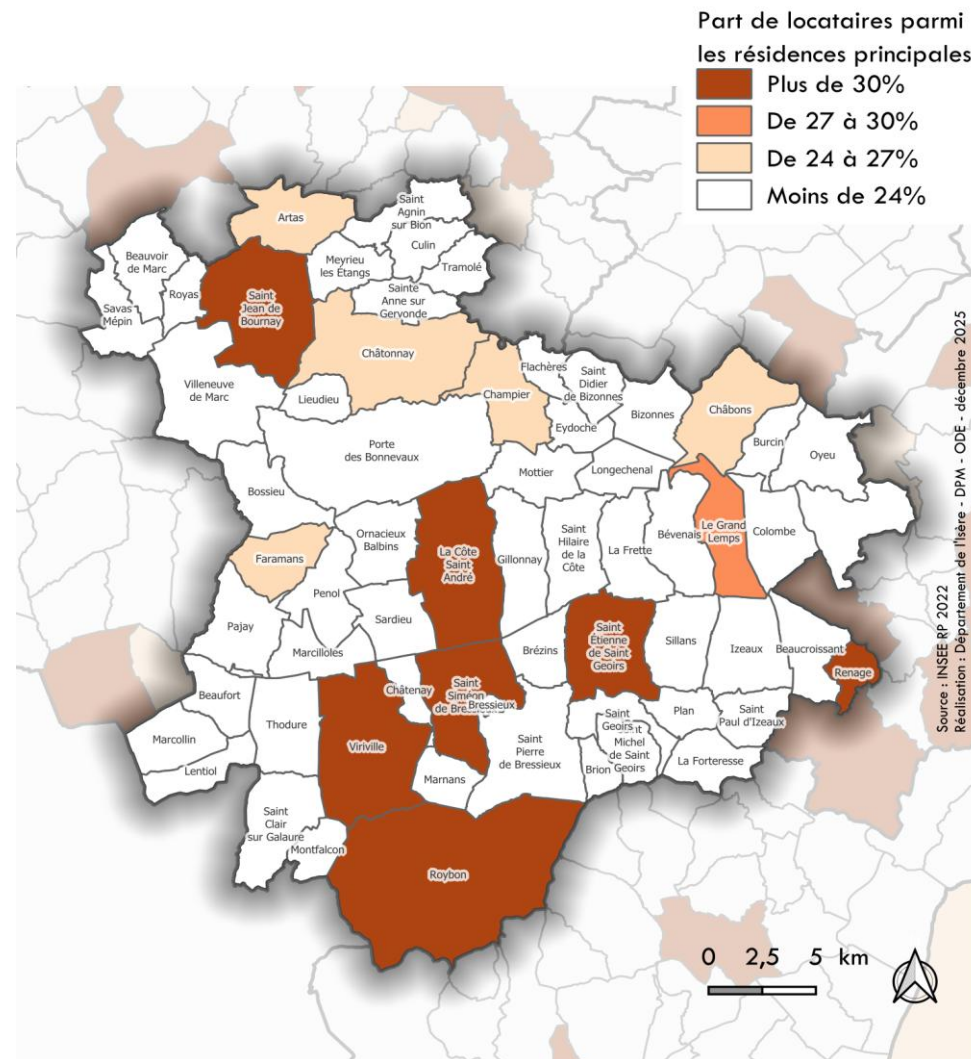 Part de locataires parmi
les résidences principales
Plus de 30%
De 27 à 30%
De 24 à 27%
Moins de 24%
Artas
Saint
Agnin
sur Bion
Culin
Tramolé
Meyrieu
les Étangs
Sainte
Anne sur
Gervonde
Beauvoir
de Marc
Royas
Savas
Mépin
Saint
Jean de
Bournay
Châtonnay
Villeneuve
de Marc
Lieudieu
Champier
Flachères
Saint
Didier
de Bizonnes
Eydoche
Bizonnes
Châbons
Burcin
Oyeu
Porte
des Bonnevaux
Mottier
Longechenal
Bossieu
Ornacieux
Balbins
La Côte
Saint
André
Gillonnay
Saint
Hilaire
de la
Côte
La Frette
Bévenais
Le Grand
Lemps
Colombe
Faramans
Penol
Sardieu
Pajay
Marcilloles
Brézins
Saint
Étienne
de Saint
Geoirs
Sillans
Izeaux
Beaucroissant
Renage
Beaufort
Thodure
Châtenay
Saint
Siméon
de Bressieux
Bressieux
Viriville
Marcollin
Lentiol
Marnans
Saint
Pierre
de Bressieux
Saint
Geoirs
Michel
de Saint
Geoirs
Brion
Plan
Saint
Paul d'Izeaux
La Forteresse
Saint
Clair
sur Galaure
Montfalcon
Roybon
0 2,5 5 km
Source : INSEE RP 2022
Réalisation : Département de l'Isère - DPM - ODE - décembre 2025